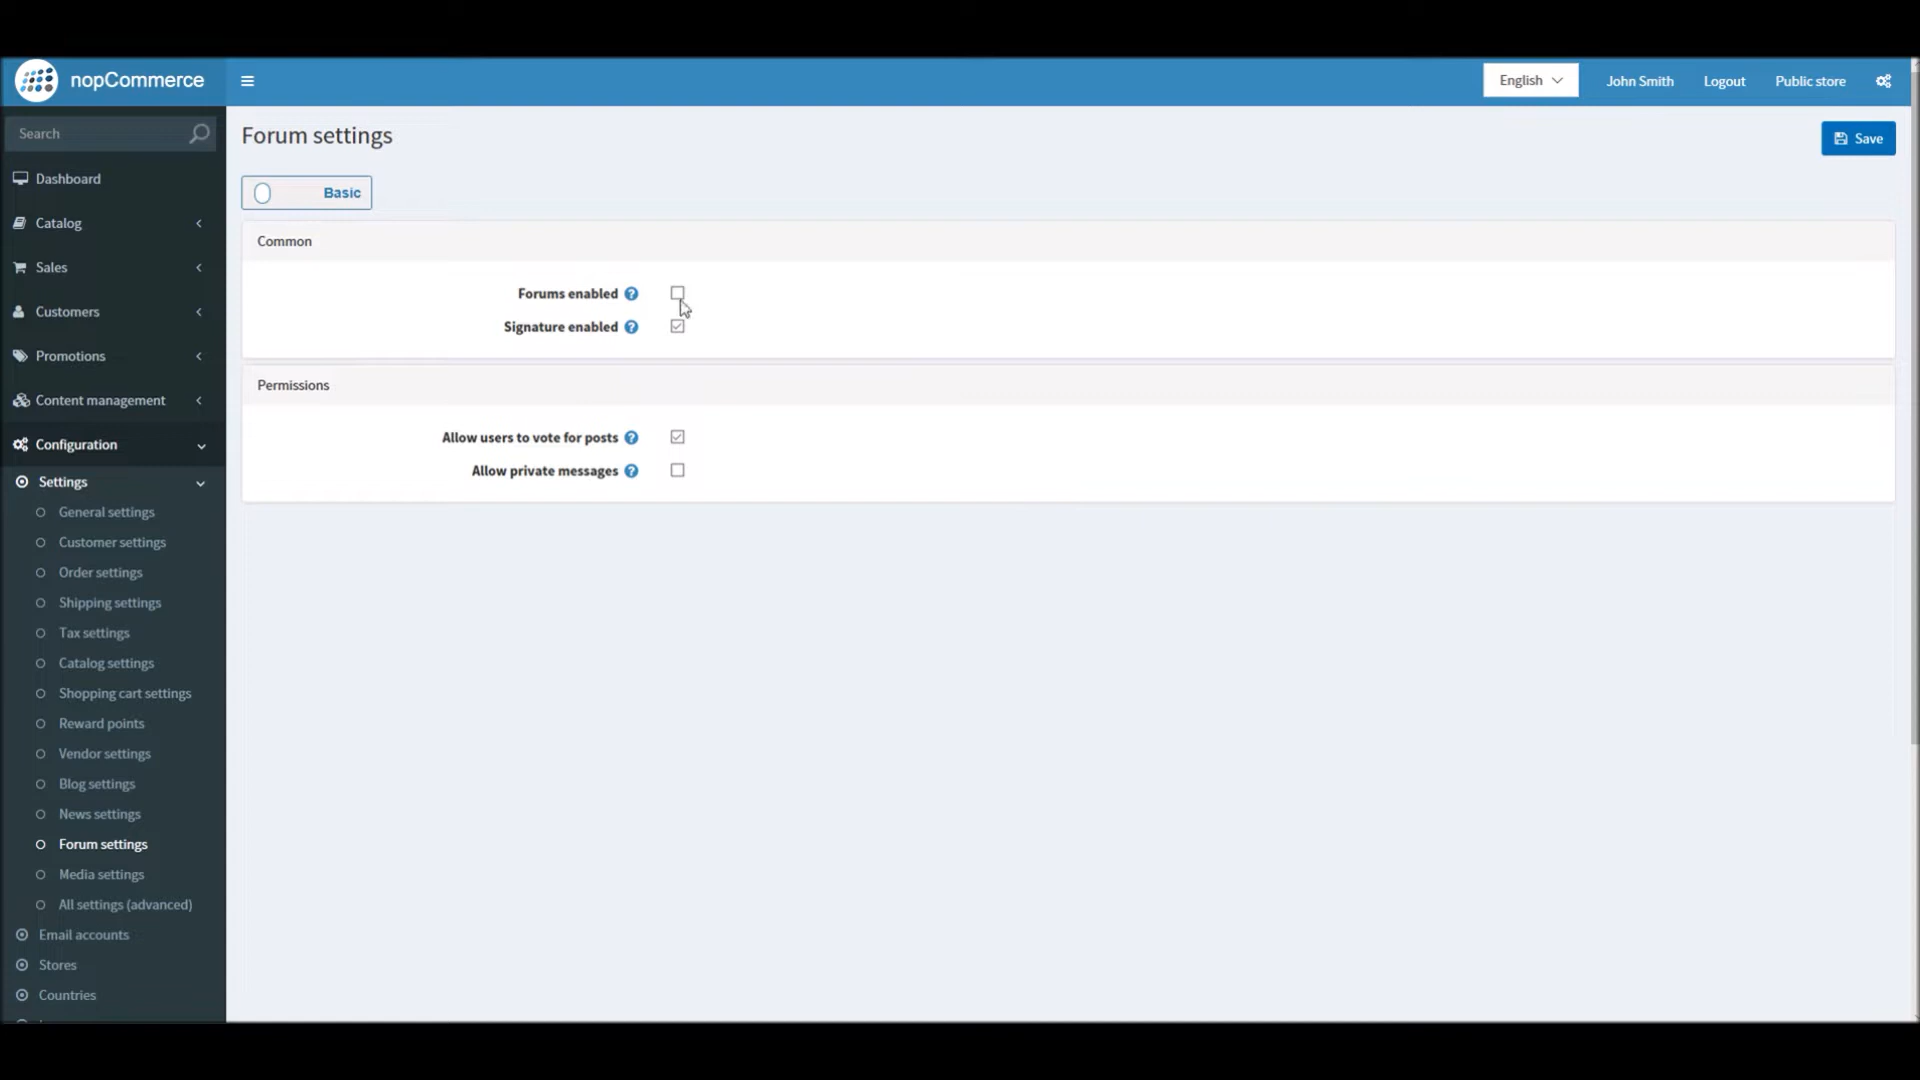 nopCommerce
English
John Smith
Logout
Public store
Search
Forum settings
Save
Dashboard
Basic
Catalog
Common
Sales
Forums enabled
Customers
Signature enabled
Promotions
Permissions
Content management
Allow users to vote for posts
Configuration
Allow private messages
Settings
General settings
Customer settings
Order settings
Shipping settings
Tax settings
Catalog settings
Shopping cart settings
Reward points
Vendor settings
Blog settings
News settings
Forum settings
Media settings
All settings (advanced)
Email accounts
Stores
Countries